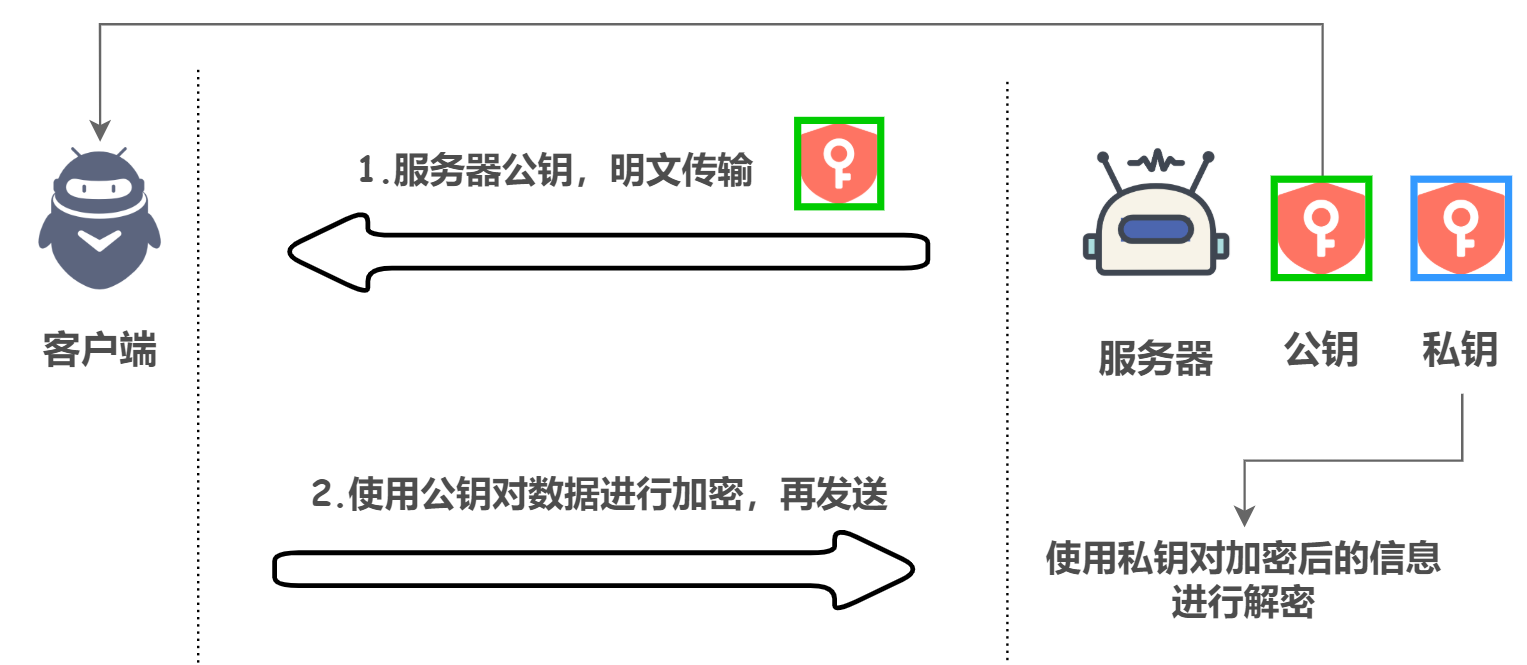 1.服务器公钥，明文传输
客户端
服务器
公钥
私钥
2.使用公钥对数据进行加密，再发送
使用私钥对加密后的信息
进行解密